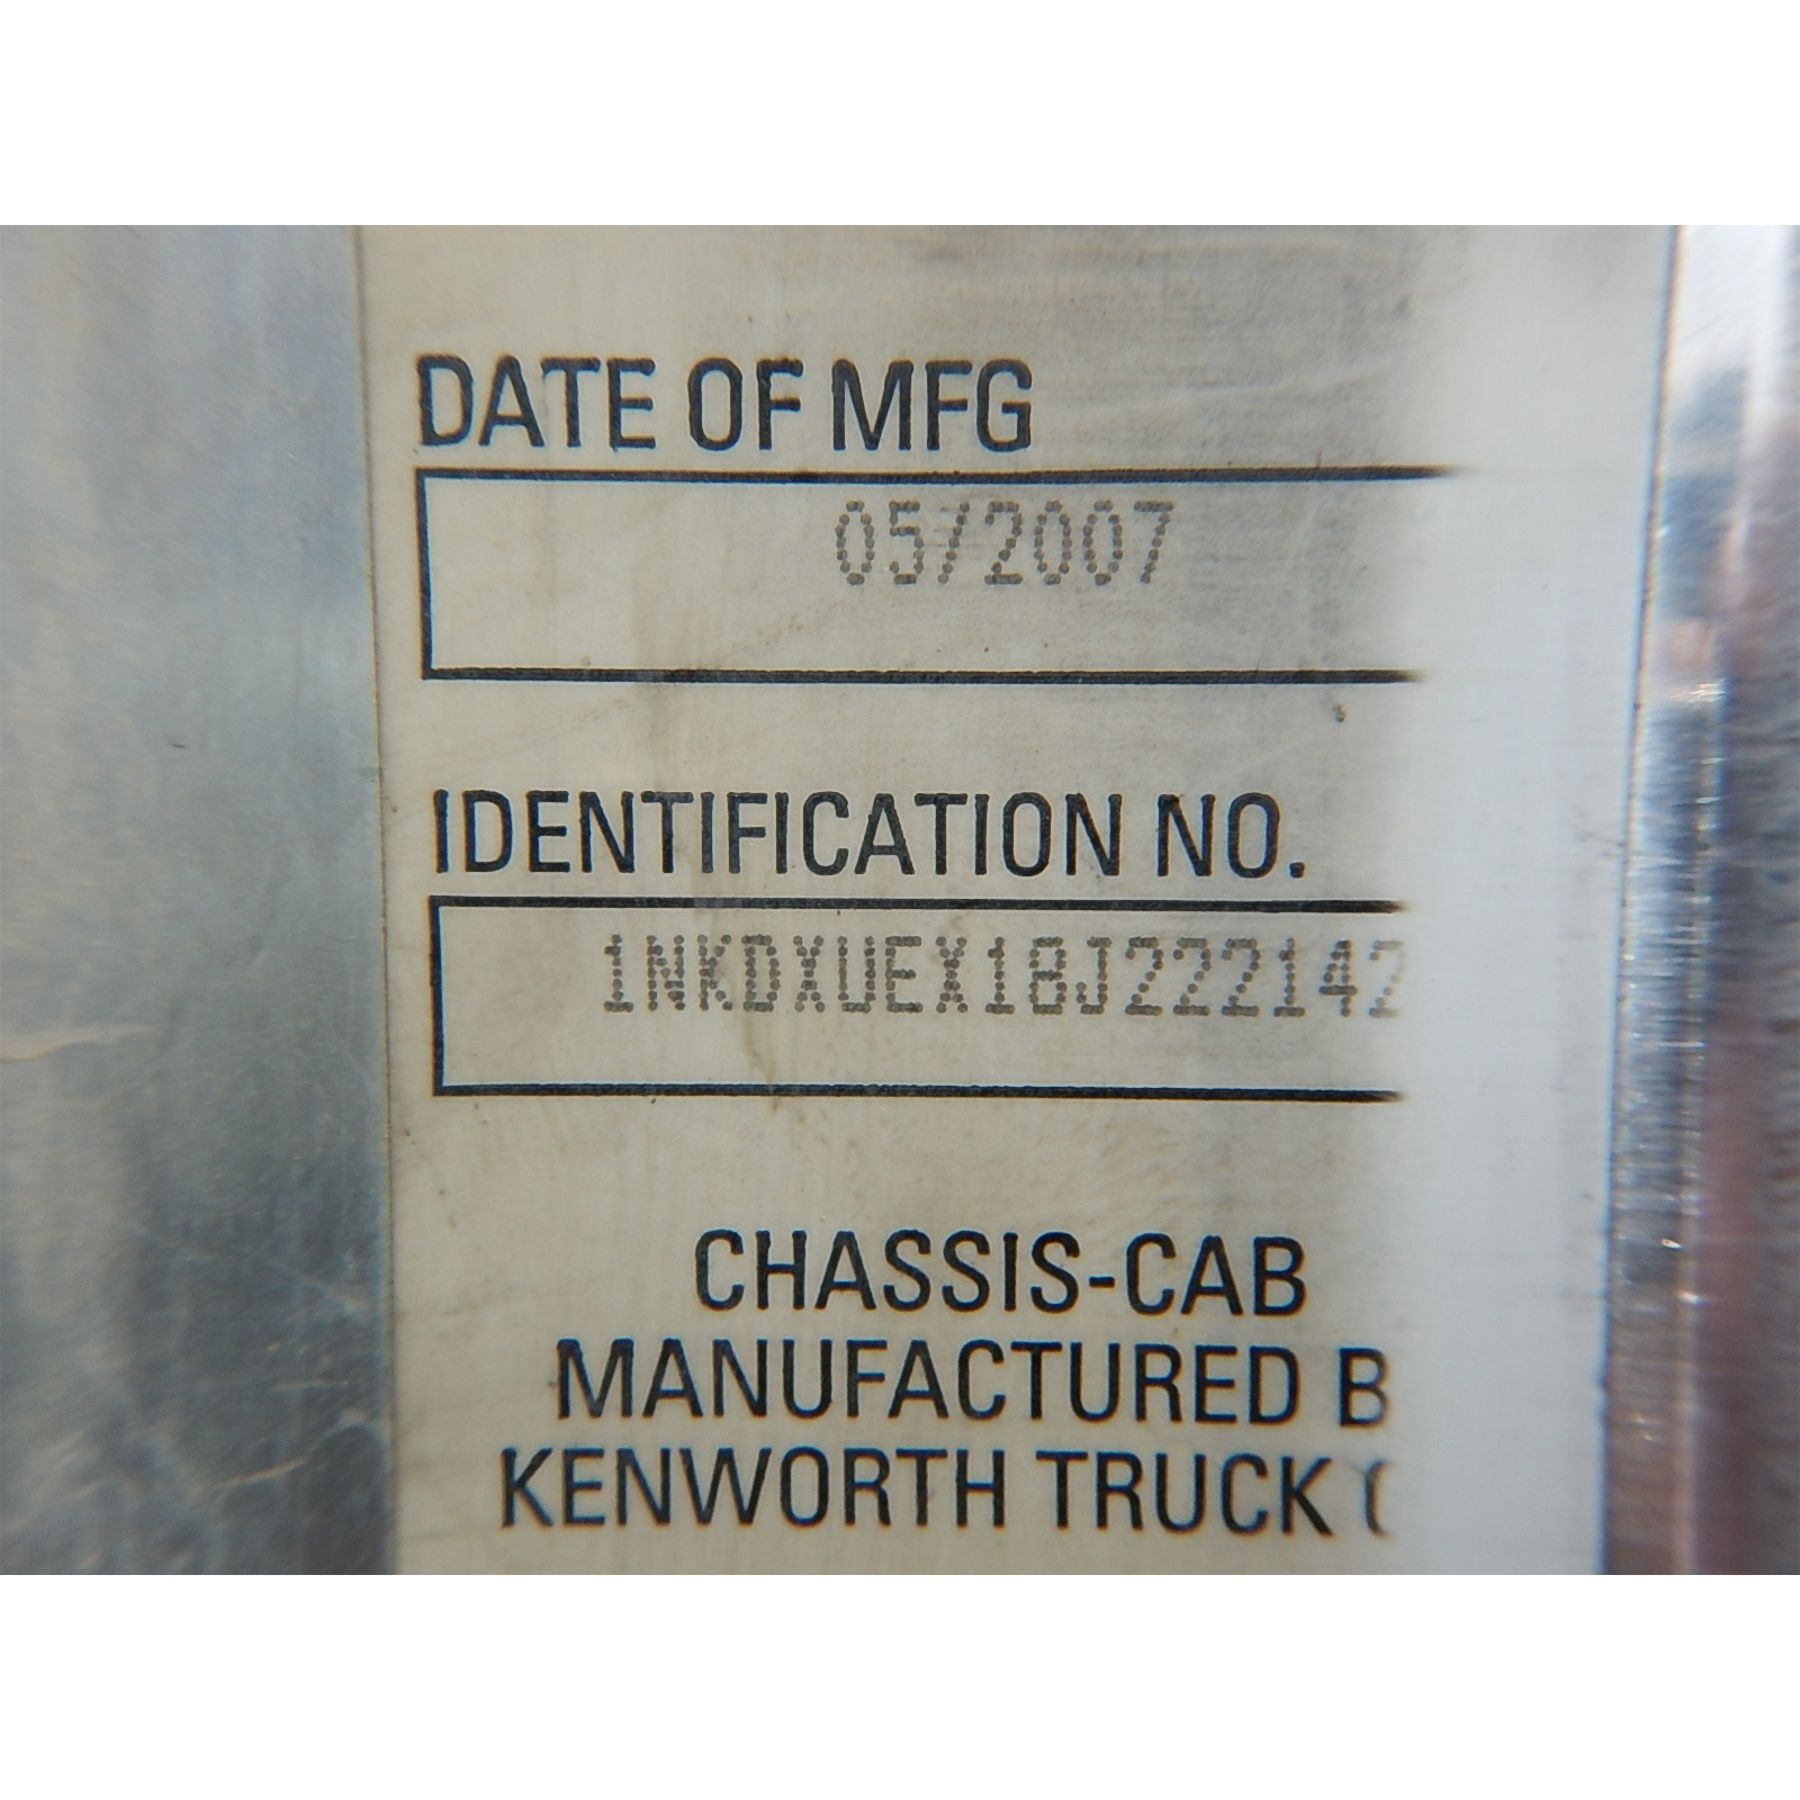 DATE OF MFG
05/2007
IDENTIFICATION NO.
1NKDXUEX18J222142
CHASSIS-CAB
MANUFACTURED B
KENWORTH TRUCK